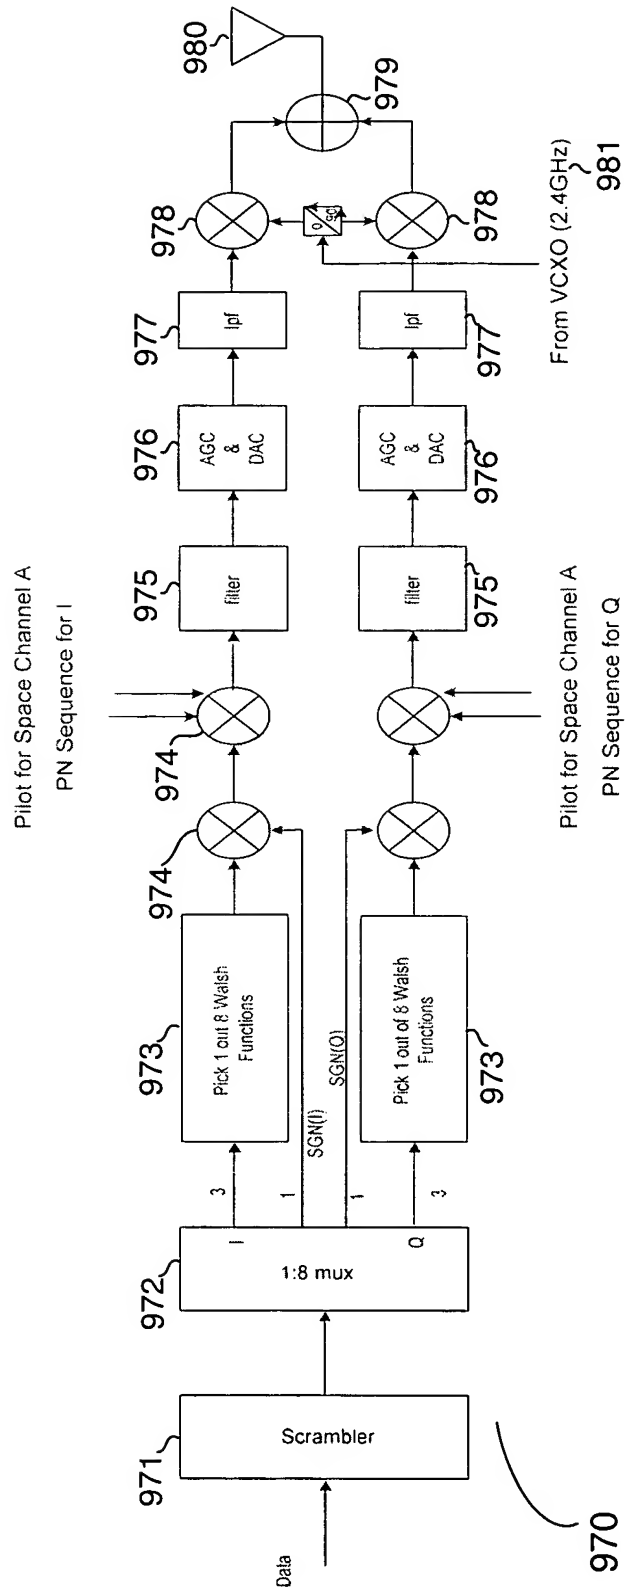 Data
971
Scrambler
970
972
1:8 mux
I
Q
3
1
1
3
SGN(I)
SGN(Q)
973
Pick 1 out 8 Walsh
Functions
Pick 1 out of 8 Walsh
Functions
973
974
974
Pilot for Space Channel A
PN Sequence for I
Pilot for Space Channel A
PN Sequence for Q
975
filter
filter
975
976
AGC
&
DAC
AGC
&
DAC
976
977
lpf
lpf
977
978
0
90
978
From VCXO (2.4GHz)
981
979
980